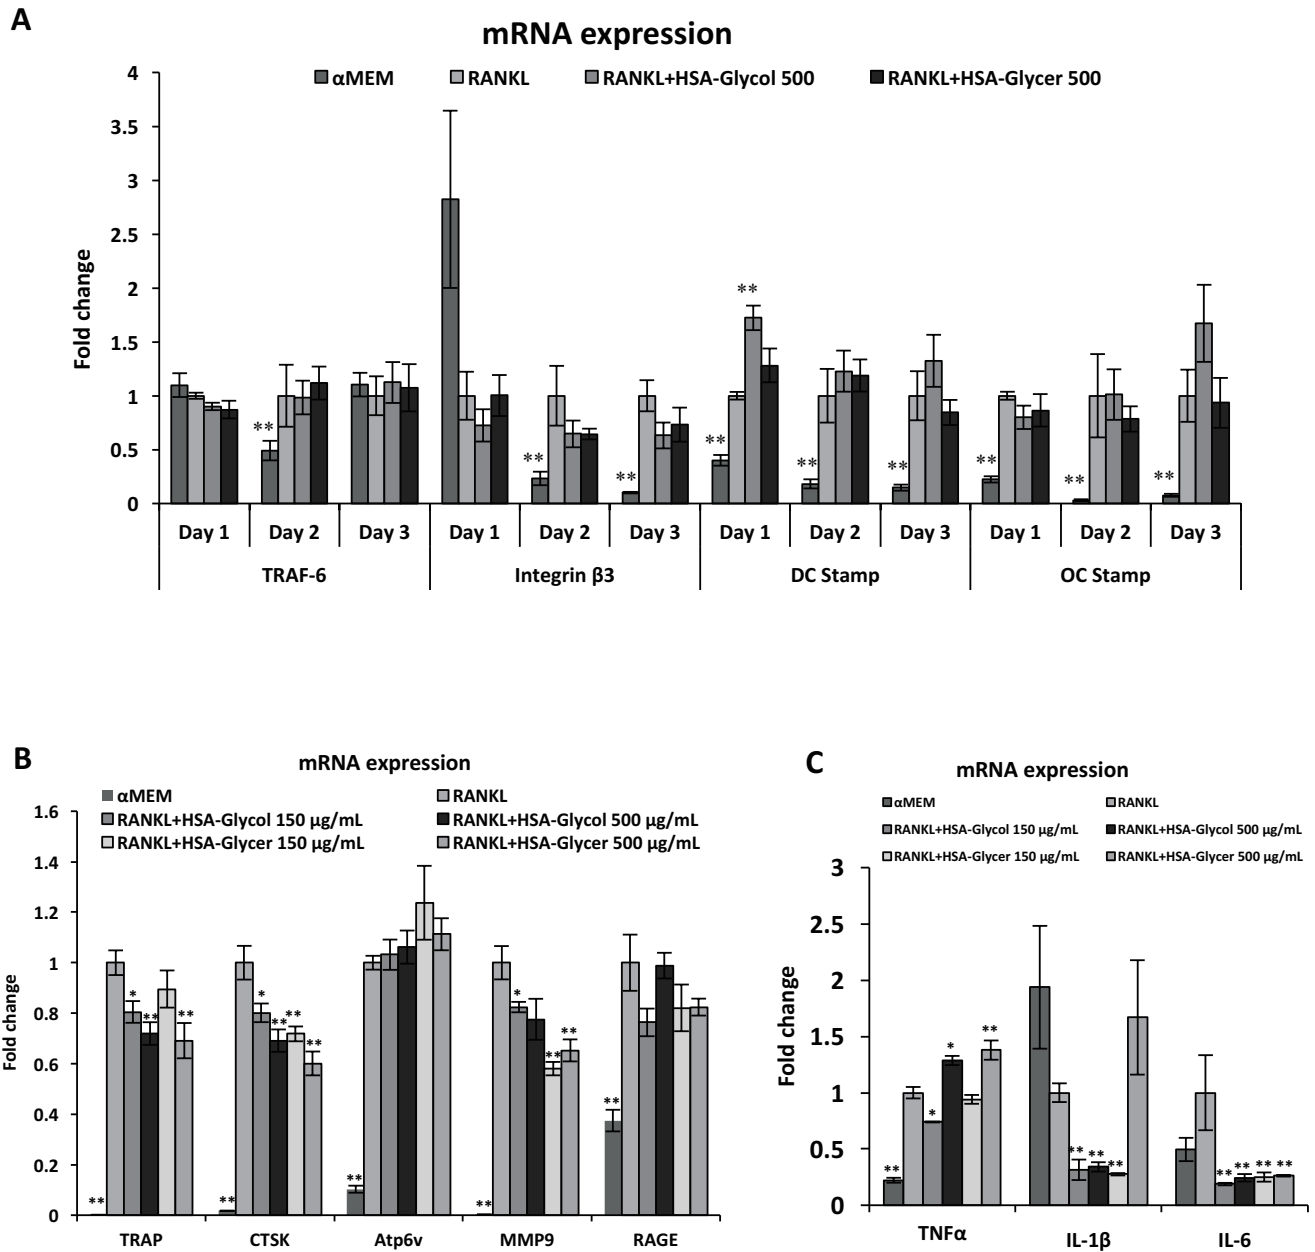 A
mRNA expression
αMEM RANKL RANKL+HSA-Glycol 500 RANKL+HSA-Glycer 500
Fold change
4
3.5
3
2.5
2
1.5
1
0.5
0
**
**
**
**
**
**
**
**
**
**
Day 1 Day 2 Day 3 Day 1 Day 2 Day 3 Day 1 Day 2 Day 3 Day 1 Day 2 Day 3
TRAF-6 Integrin β3 DC Stamp OC Stamp
B
mRNA expression
αMEM RANKL
RANKL+HSA-Glycol 150 µg/mL RANKL+HSA-Glycol 500 µg/mL
RANKL+HSA-Glycer 150 µg/mL RANKL+HSA-Glycer 500 µg/mL
Fold change
1.6
1.4
1.2
1
0.8
0.6
0.4
0.2
0
** * ** **
** * ** ** **
**
** * ** **
**
TRAP CTSK Atp6v MMP9 RAGE
C
mRNA expression
αMEM RANKL
RANKL+HSA-Glycol 150 µg/mL RANKL+HSA-Glycol 500 µg/mL
RANKL+HSA-Glycer 150 µg/mL RANKL+HSA-Glycer 500 µg/mL
Fold change
3
2.5
2
1.5
1
0.5
0
** * * **
** ** **
** ** ** **
TNFα IL-1β IL-6